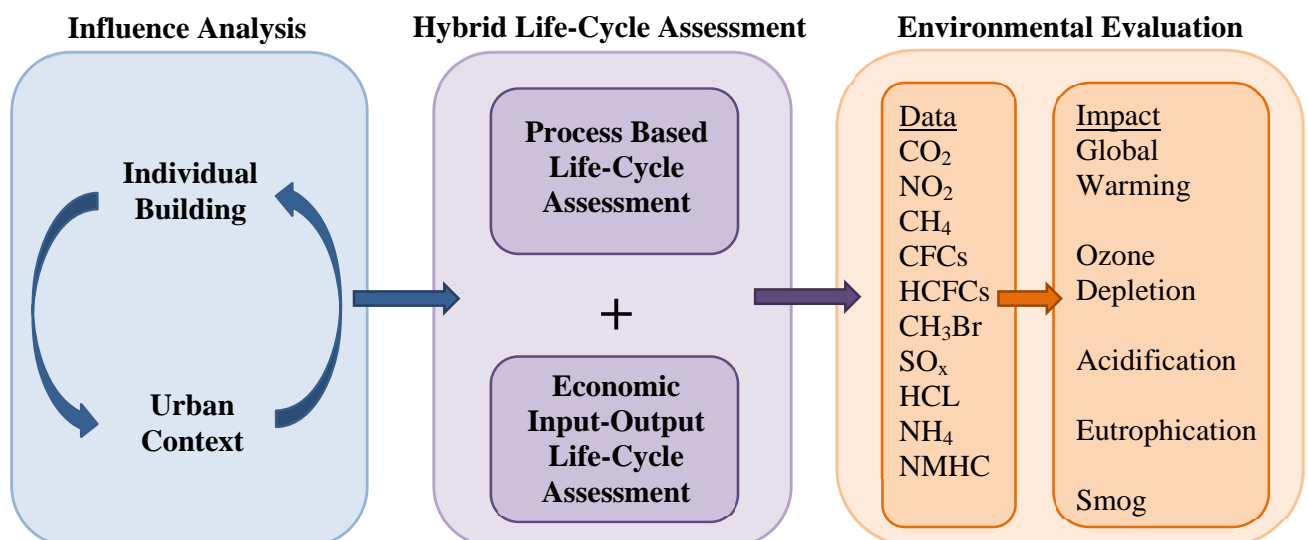 Influence Analysis
Individual
Building
Urban
Context
Hybrid Life-Cycle Assessment
Process Based
Life-Cycle
Assessment
+
Economic
Input-Output
Life-Cycle
Assessment
Environmental Evaluation
Data
CO₂
NO₂
CH₄
CFCs
HCFCs
CH₃Br
SOₓ
HCL
NH₄
NMHC
Impact
Global
Warming
Ozone
Depletion
Acidification
Eutrophication
Smog